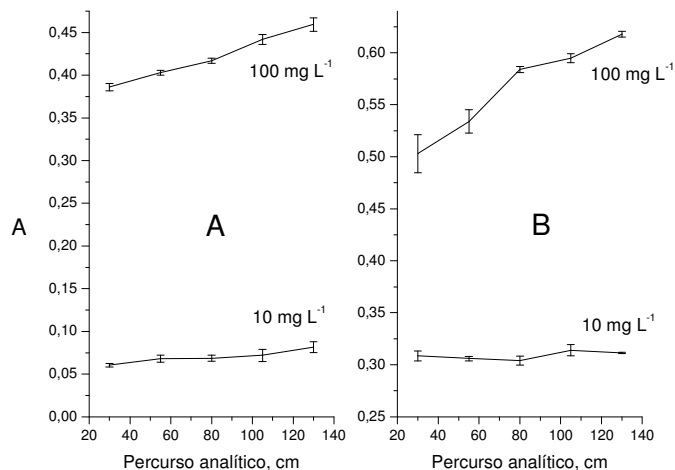 0,45
0,40
0,35
0,30
0,25
0,20
0,15
0,10
0,05
0,00
A
100 mg L⁻¹
A
10 mg L⁻¹
20 40 60 80 100 120 140
Percurso analítico, cm
0,60
0,55
0,50
0,45
0,40
0,35
0,30
0,25
100 mg L⁻¹
B
10 mg L⁻¹
20 40 60 80 100 120 140
Percurso analítico, cm